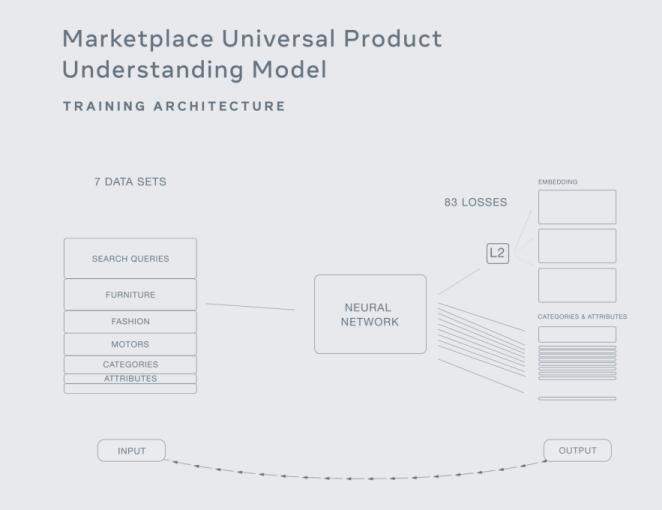 Marketplace Universal Product
Understanding Model
TRAINING ARCHITECTURE
7 DATA SETS
SEARCH QUERIES
FURNITURE
FASHION
MOTORS
CATEGORIES
ATTRIBUTES
NEURAL
NETWORK
83 LOSSES
L2
EMBEDDING
CATEGORIES & ATTRIBUTES
INPUT
OUTPUT